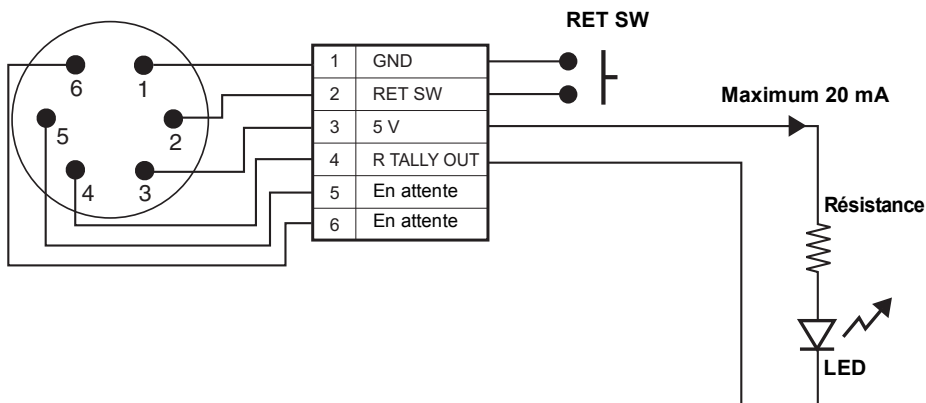 RET SW
6
1
5
2
4
3
1 GND
2 RET SW
3 5 V
4 R TALLY OUT
5 En attente
6 En attente
Maximum 20 mA
Résistance
LED